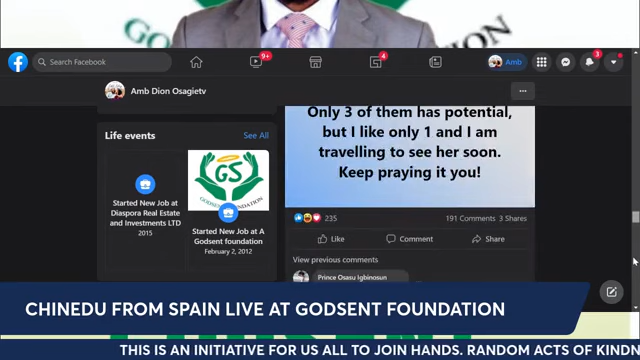 Search Facebook
9+
4
Amb
3
Amb Dion Osagietv
Life events
See All
GS
GODSENT FOUNDATION
Started New Job at
Diaspora Real Estate
and Investments LTD
2015
Started New Job at A
Godsent foundation
February 2, 2012
Only 3 of them has potential,
but I like only 1 and I am
travelling to see her soon.
Keep praying it you!
235
191 Comments 3 Shares
Like
Comment
Share
View previous comments
Prince Osasu Igbinosun
CHINEDU FROM SPAIN LIVE AT GODSENT FOUNDATION
THIS IS AN INITIATIVE FOR US ALL TO JOIN HANDS. RANDOM ACTS OF KINDN